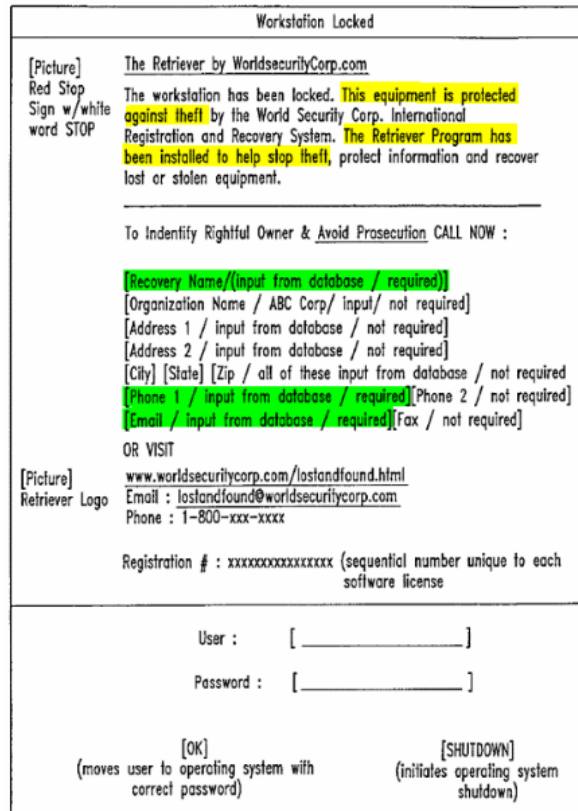 Workstation Locked
[Picture]
Red Stop
Sign w/white
word STOP
The Retriever by WorldsecurityCorp.com
The workstation has been locked. This equipment is protected
against theft by the World Security Corp. International
Registration and Recovery System. The Retriever Program has
been installed to help stop theft, protect information and recover
lost or stolen equipment.
To Indentify Rightful Owner & Avoid Prosecution CALL NOW :
[Recovery Name/(input from database / required)]
[Organization Name / ABC Corp/ input/ not required]
[Address 1 / input from database / not required]
[Address 2 / input from database / not required]
[City] [State] [Zip / all of these input from database / not required
[Phone 1 / input from database / required][Phone 2 / not required]
[Email / input from database / required][Fax / not required]
OR VISIT
[Picture]
Retriever Logo
www.worldsecuritycorp.com/lostandfound.html
Email : lostandfound@worldsecuritycorp.com
Phone : 1-800-xxx-xxxx
Registration # : xxxxxxxxxxxxxxxx (sequential number unique to each
software license
User : [ ________________ ]
Password : [ ________________ ]
[OK]
(moves user to operating system with
correct password)
[SHUTDOWN]
(initiates operating system
shutdown)